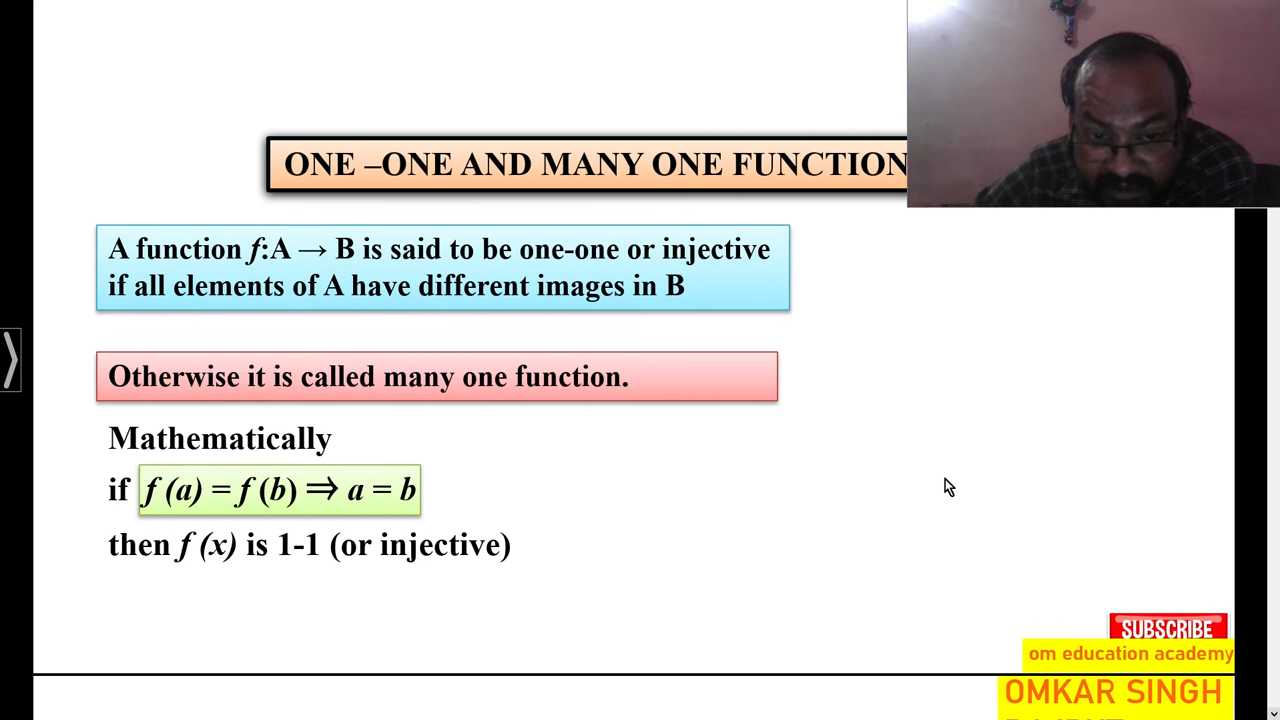 ONE –ONE AND MANY ONE FUNCTION
A function f:A → B is said to be one-one or injective
if all elements of A have different images in B
Otherwise it is called many one function.
Mathematically
if f (a) = f (b) ⇒ a = b
then f (x) is 1-1 (or injective)
SUBSCRIBE
om education academy
OMKAR SINGH